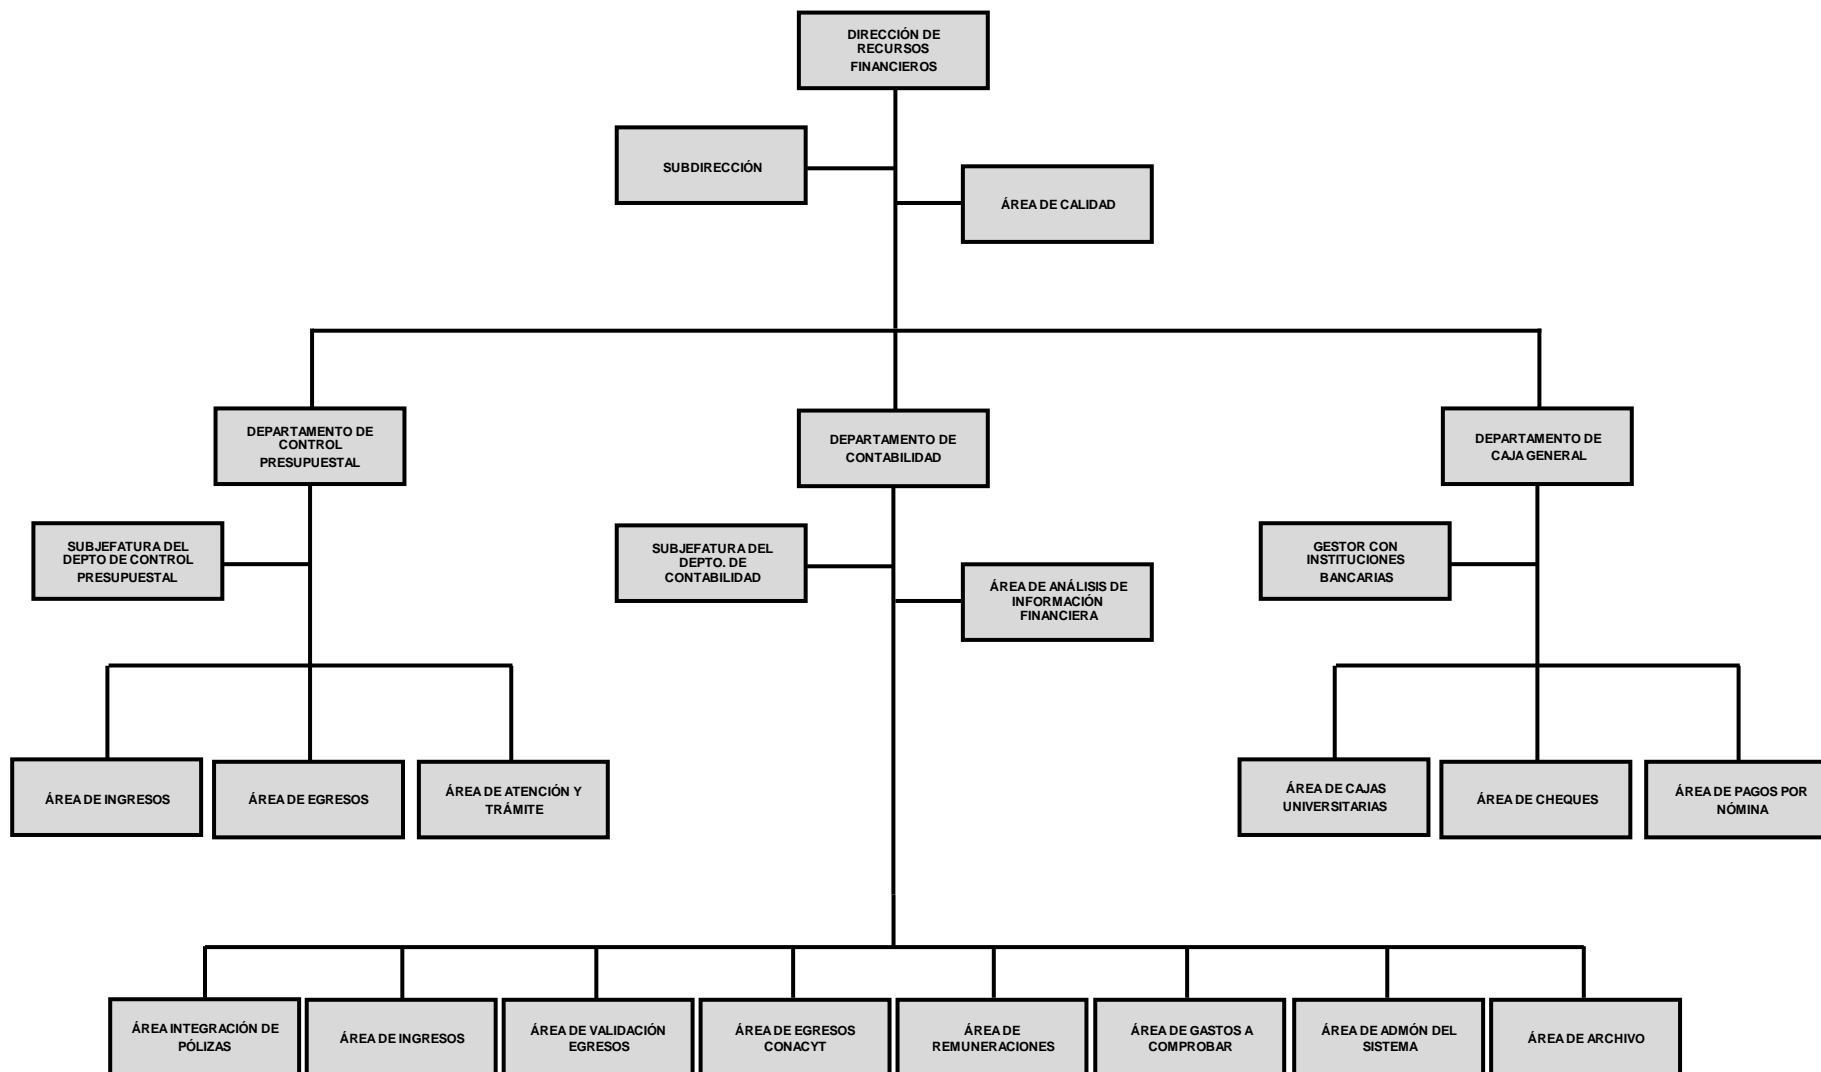 DIRECCIÓN DE
RECURSOS
FINANCIEROS
SUBDIRECCIÓN
ÁREA DE CALIDAD
DEPARTAMENTO DE
CONTROL
PRESUPUESTAL
DEPARTAMENTO DE
CONTABILIDAD
DEPARTAMENTO DE
CAJA GENERAL
SUBJEFATURA DEL
DEPTO DE CONTROL
PRESUPUESTAL
SUBJEFATURA DEL
DEPTO. DE
CONTABILIDAD
ÁREA DE ANÁLISIS DE
INFORMACIÓN
FINANCIERA
GESTOR CON
INSTITUCIONES
BANCARIAS
ÁREA DE INGRESOS
ÁREA DE EGRESOS
ÁREA DE ATENCIÓN Y
TRÁMITE
ÁREA DE CAJAS
UNIVERSITARIAS
ÁREA DE CHEQUES
ÁREA DE PAGOS POR
NÓMINA
ÁREA INTEGRACIÓN DE
PÓLIZAS
ÁREA DE INGRESOS
ÁREA DE VALIDACIÓN
EGRESOS
ÁREA DE EGRESOS
CONACYT
ÁREA DE
REMUNERACIONES
ÁREA DE GASTOS A
COMPROBAR
ÁREA DE ADMÓN DEL
SISTEMA
ÁREA DE ARCHIVO